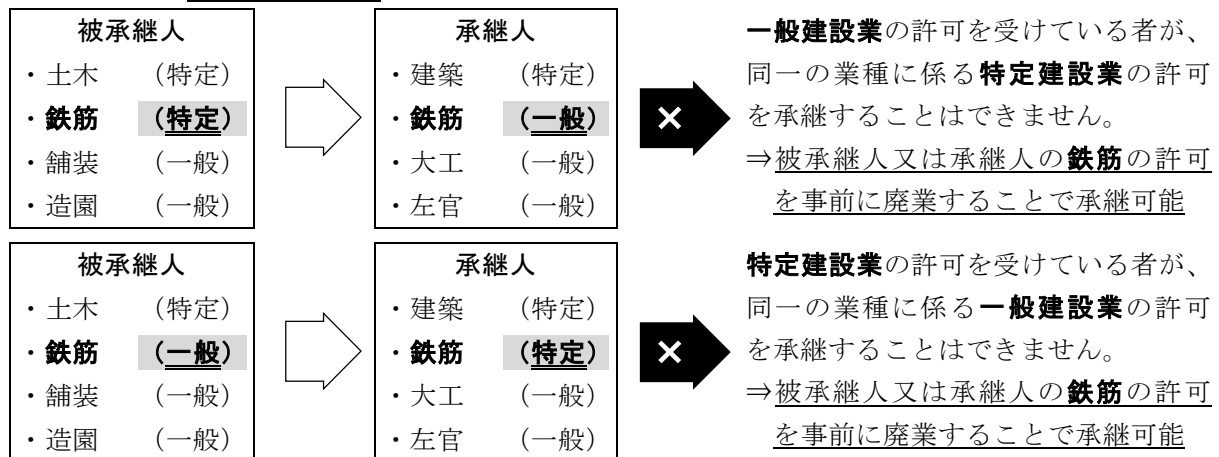 被承継人
・土木 （特定）
・鉄筋 （特定）
・舗装 （一般）
・造園 （一般）
承継人
・建築 （特定）
・鉄筋 （一般）
・大工 （一般）
・左官 （一般）
×
一般建設業の許可を受けている者が、
同一の業種に係る特定建設業の許可
を承継することはできません。
⇒被承継人又は承継人の鉄筋の許可
を事前に廃業することで承継可能
被承継人
・土木 （特定）
・鉄筋 （一般）
・舗装 （一般）
・造園 （一般）
承継人
・建築 （特定）
・鉄筋 （特定）
・大工 （一般）
・左官 （一般）
×
特定建設業の許可を受けている者が、
同一の業種に係る一般建設業の許可
を承継することはできません。
⇒被承継人又は承継人の鉄筋の許可
を事前に廃業することで承継可能